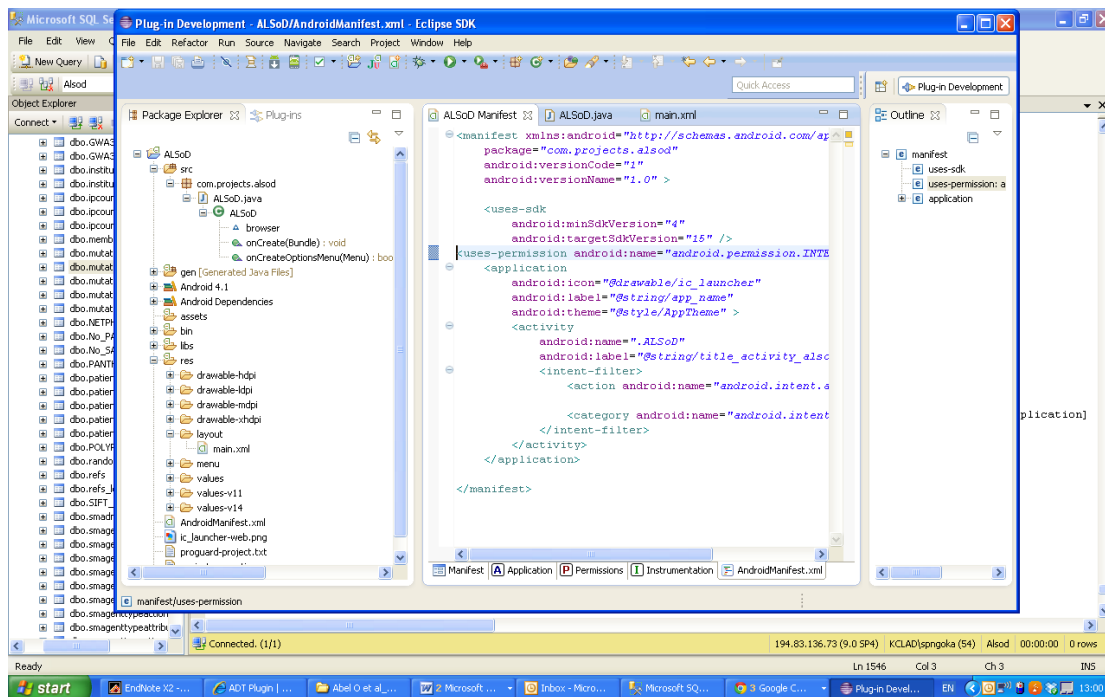 Microsoft SQL Se
Plug-in Development - ALSoD/AndroidManifest.xml - Eclipse SDK
File Edit View
File Edit Refactor Run Source Navigate Search Project Window Help
New Query
Alsod
Quick Access
Plug-in Development
Object Explorer
Connect
dbo.GWAS
dbo.GWAS
dbo.institu
dbo.institu
dbo.ipcour
dbo.ipcour
dbo.ipcour
dbo.memb
dbo.mutat
dbo.mutat
dbo.mutat
dbo.mutat
dbo.mutat
dbo.NETPH
dbo.No_PA
dbo.No_SA
dbo.PANTH
dbo.patier
dbo.patier
dbo.patier
dbo.patier
dbo.POLYP
dbo.rando
dbo.refs
dbo.refs_l
dbo.SIFT_
dbo.smadr
dbo.smage
dbo.smage
dbo.smage
dbo.smage
dbo.smage
dbo.smage
dbo.smagenttypeaction
dbo.smagenttypeattribu
Package Explorer Plug-ins
ALSoD
src
com.projects.alsod
ALSoD.java
ALSoD
browser
onCreate(Bundle) : void
onCreateOptionsMenu(Menu) : boo
gen [Generated Java Files]
Android 4.1
Android Dependencies
assets
bin
libs
res
drawable-hdpi
drawable-ldpi
drawable-mdpi
drawable-xhdpi
layout
main.xml
menu
values
values-v11
values-v14
AndroidManifest.xml
ic_launcher-web.png
proguard-project.txt
ALSoD Manifest ALSoD.java main.xml
<manifest xmlns:android="http://schemas.android.com/ap
package="com.projects.alsod"
android:versionCode="1"
android:versionName="1.0" >
<uses-sdk
android:minSdkVersion="4"
android:targetSdkVersion="15" />
<uses-permission android:name="android.permission.INTE
<application
android:icon="@drawable/ic_launcher"
android:label="@string/app_name"
android:theme="@style/AppTheme" >
<activity
android:name=".ALSoD"
android:label="@string/title_activity_also
<intent-filter>
<action android:name="android.intent.a
<category android:name="android.intent
</intent-filter>
</activity>
</application>
</manifest>
Manifest Application Permissions Instrumentation AndroidManifest.xml
Outline
manifest
uses-sdk
uses-permission: a
application
plication]
manifest/uses-permission
Connected. (1/1)
194.83.136.73 (9.0 SP4) KCLAD\spngoka (54) Alsod 00:00:00 0 rows
Ready Ln 1546 Col 3 Ch 3 INS
start EndNote X2 -... ADT Plugin | ... Abel O et al_... 2 Microsoft ... Inbox - Micro... Microsoft SQ... 3 Google C... Plug-in Devel... EN 13:00